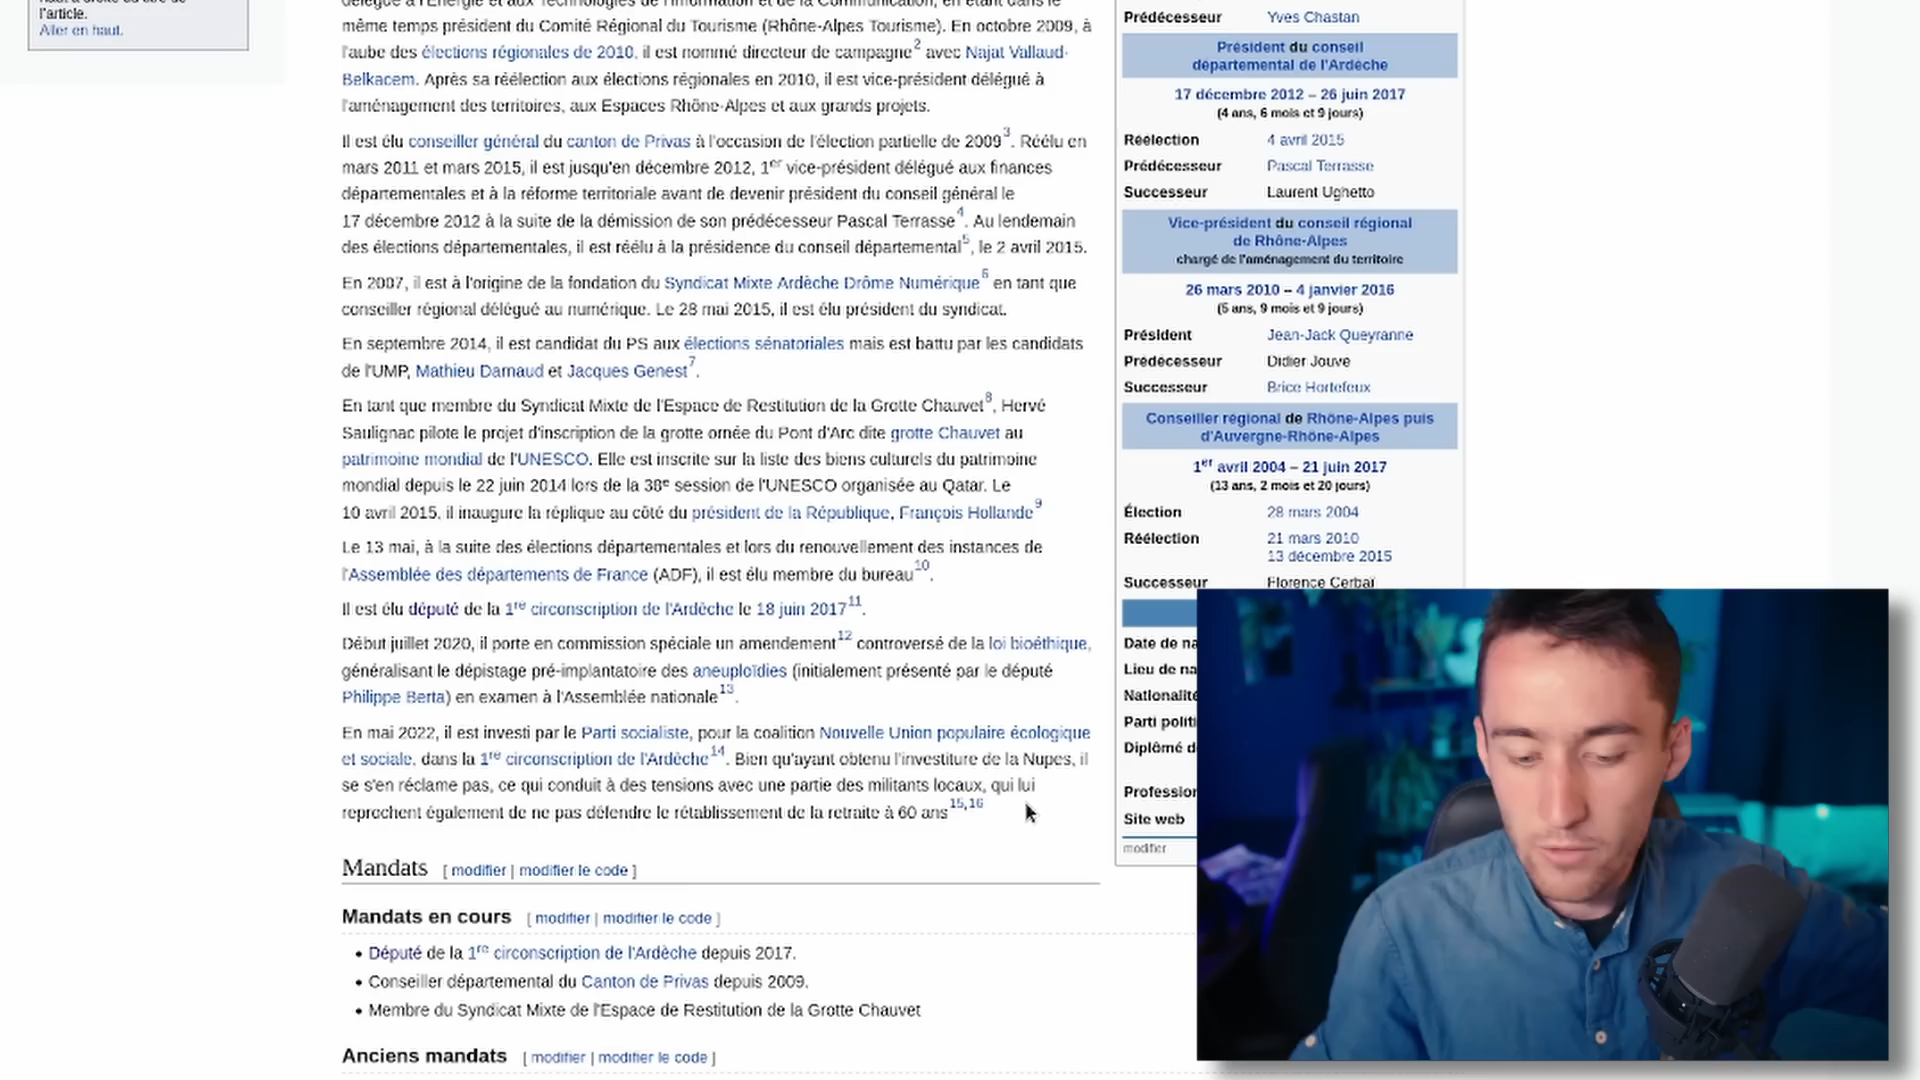 l'article.
Aller en haut.
délégué à l'Énergie et aux Technologies de l'Information et de la Communication, en étant dans le
même temps président du Comité Régional du Tourisme (Rhône-Alpes Tourisme). En octobre 2009, à
l'aube des élections régionales de 2010, il est nommé directeur de campagne2 avec Najat Vallaud-
Belkacem. Après sa réélection aux élections régionales en 2010, il est vice-président délégué à
l'aménagement des territoires, aux Espaces Rhône-Alpes et aux grands projets.
Il est élu conseiller général du canton de Privas à l'occasion de l'élection partielle de 20093. Réélu en
mars 2011 et mars 2015, il est jusqu'en décembre 2012, 1er vice-président délégué aux finances
départementales et à la réforme territoriale avant de devenir président du conseil général le
17 décembre 2012 à la suite de la démission de son prédécesseur Pascal Terrasse4. Au lendemain
des élections départementales, il est réélu à la présidence du conseil départemental5, le 2 avril 2015.
En 2007, il est à l'origine de la fondation du Syndicat Mixte Ardèche Drôme Numérique6 en tant que
conseiller régional délégué au numérique. Le 28 mai 2015, il est élu président du syndicat.
En septembre 2014, il est candidat du PS aux élections sénatoriales mais est battu par les candidats
de l'UMP, Mathieu Darnaud et Jacques Genest7.
En tant que membre du Syndicat Mixte de l'Espace de Restitution de la Grotte Chauvet8, Hervé
Saulignac pilote le projet d'inscription de la grotte ornée du Pont d'Arc dite grotte Chauvet au
patrimoine mondial de l'UNESCO. Elle est inscrite sur la liste des biens culturels du patrimoine
mondial depuis le 22 juin 2014 lors de la 38e session de l'UNESCO organisée au Qatar. Le
10 avril 2015, il inaugure la réplique au côté du président de la République, François Hollande9
Le 13 mai, à la suite des élections départementales et lors du renouvellement des instances de
l'Assemblée des départements de France (ADF), il est élu membre du bureau10.
Il est élu député de la 1re circonscription de l'Ardèche le 18 juin 201711.
Début juillet 2020, il porte en commission spéciale un amendement12 controversé de la loi bioéthique,
généralisant le dépistage pré-implantatoire des aneuploïdies (initialement présenté par le député
Philippe Berta) en examen à l'Assemblée nationale13.
En mai 2022, il est investi par le Parti socialiste, pour la coalition Nouvelle Union populaire écologique
et sociale, dans la 1re circonscription de l'Ardèche14. Bien qu'ayant obtenu l'investiture de la Nupes, il
se s'en réclame pas, ce qui conduit à des tensions avec une partie des militants locaux, qui lui
reprochent également de ne pas défendre le rétablissement de la retraite à 60 ans15,16
Mandats [ modifier | modifier le code ]
Mandats en cours [ modifier | modifier le code ]
• Député de la 1re circonscription de l'Ardèche depuis 2017.
• Conseiller départemental du Canton de Privas depuis 2009.
• Membre du Syndicat Mixte de l'Espace de Restitution de la Grotte Chauvet
Anciens mandats [ modifier | modifier le code ]
Prédécesseur Yves Chastan
Président du conseil
départemental de l'Ardèche
17 décembre 2012 – 26 juin 2017
(4 ans, 6 mois et 9 jours)
Réélection 4 avril 2015
Prédécesseur Pascal Terrasse
Successeur Laurent Ughetto
Vice-président du conseil régional
de Rhône-Alpes
chargé de l'aménagement du territoire
26 mars 2010 – 4 janvier 2016
(5 ans, 9 mois et 9 jours)
Président Jean-Jack Queyranne
Prédécesseur Didier Jouve
Successeur Brice Hortefeux
Conseiller régional de Rhône-Alpes puis
d'Auvergne-Rhône-Alpes
1er avril 2004 – 21 juin 2017
(13 ans, 2 mois et 20 jours)
Élection 28 mars 2004
Réélection 21 mars 2010
13 décembre 2015
Successeur Florence Cerbaï
Date de na
Lieu de na
Nationalité
Parti politi
Diplômé d
Profession
Site web
modifier